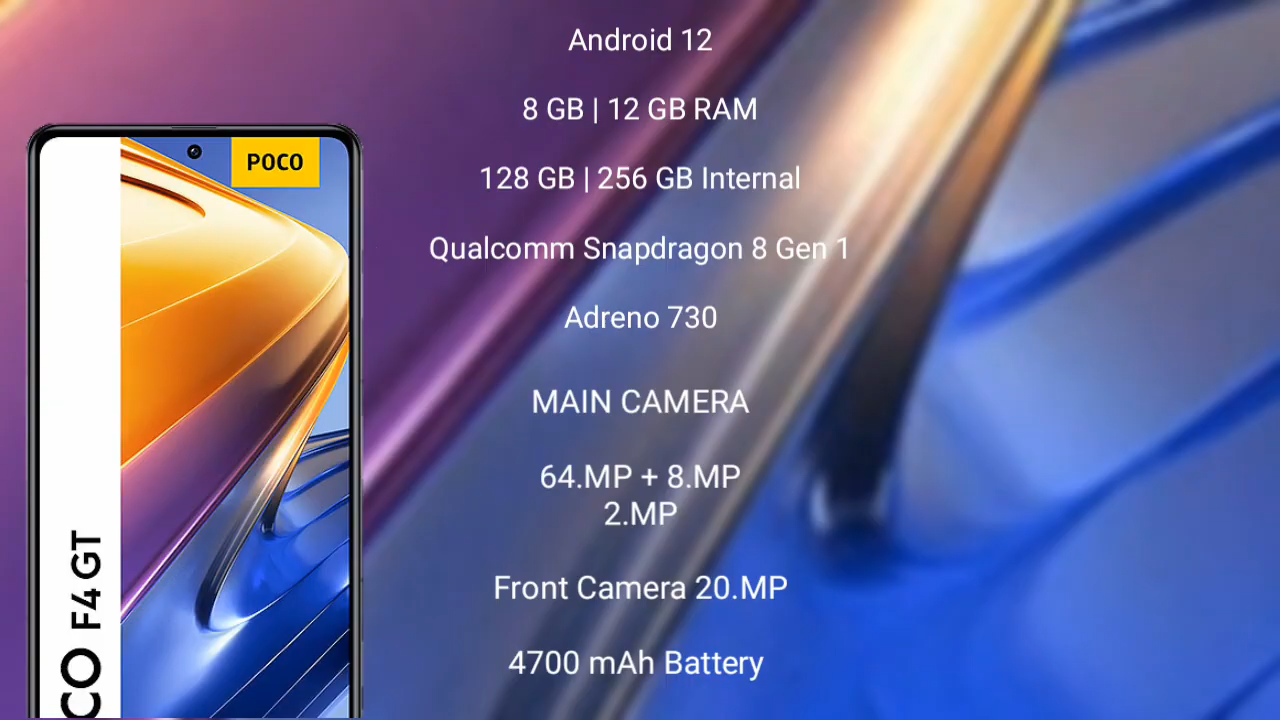 Android 12
8 GB | 12 GB RAM
128 GB | 256 GB Internal
Qualcomm Snapdragon 8 Gen 1
Adreno 730
MAIN CAMERA
64.MP + 8.MP
2.MP
Front Camera 20.MP
4700 mAh Battery
POCO
CO F4 GT